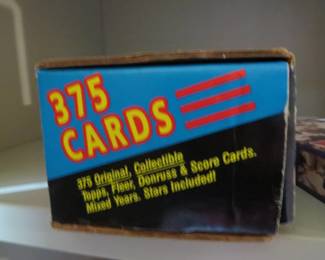 375
CARDS
375 Original, Collectible
Topps, Fleer, Donruss & Score Cards.
Mixed Years. Stars Included!